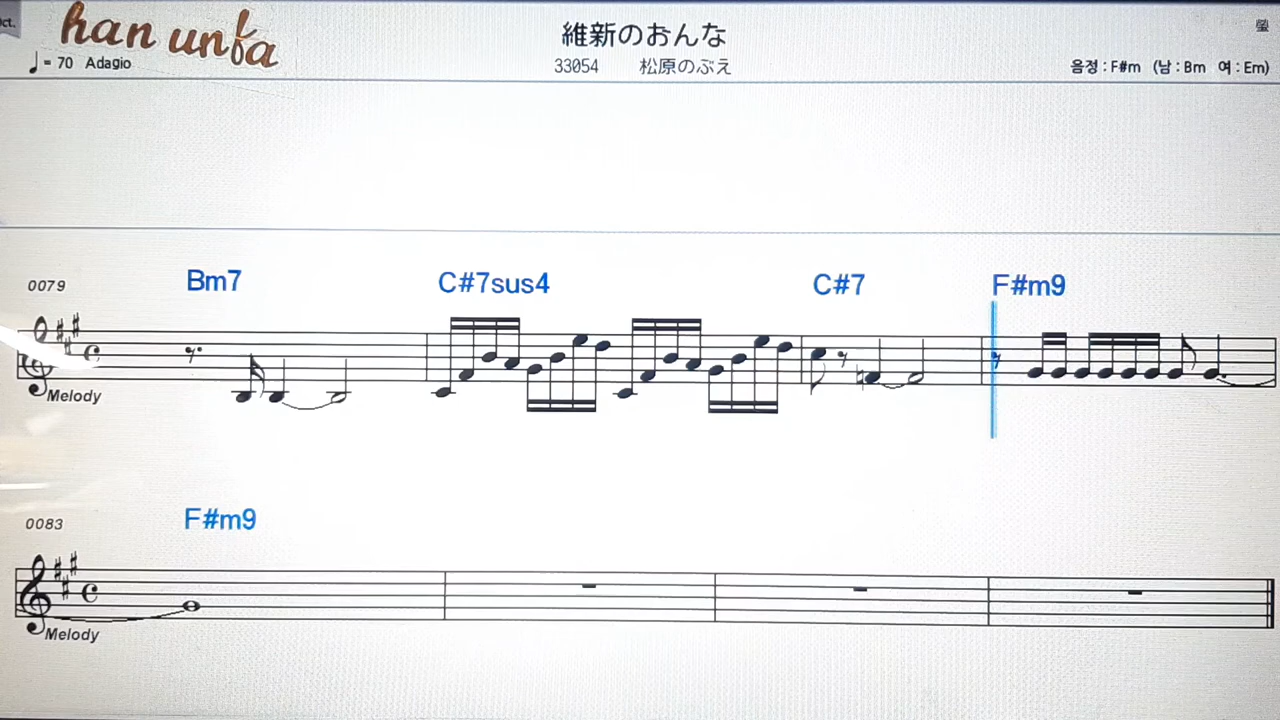 han unfa
維新のおんな
♩= 70 Adagio
33054 松原のぶえ
음정 : F#m (남 : Bm 여 : Em)
0079
Bm7 C#7sus4 C#7 F#m9
Melody
0083
F#m9
Melody